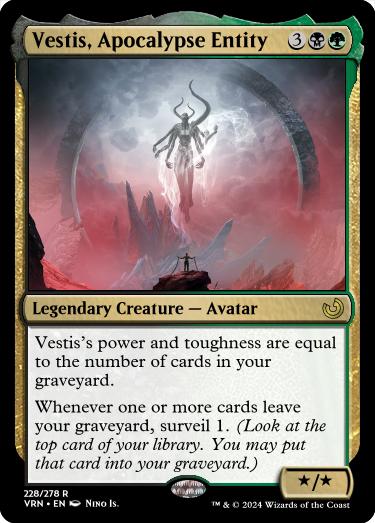 Vestis, Apocalypse Entity 3
Legendary Creature — Avatar
Vestis's power and toughness are equal
to the number of cards in your
graveyard.
Whenever one or more cards leave
your graveyard, surveil 1. (Look at the
top card of your library. You may put
that card into your graveyard.)
*/*
228/278 R
VRN • EN Nino Is.
™ & © 2024 Wizards of the Coast